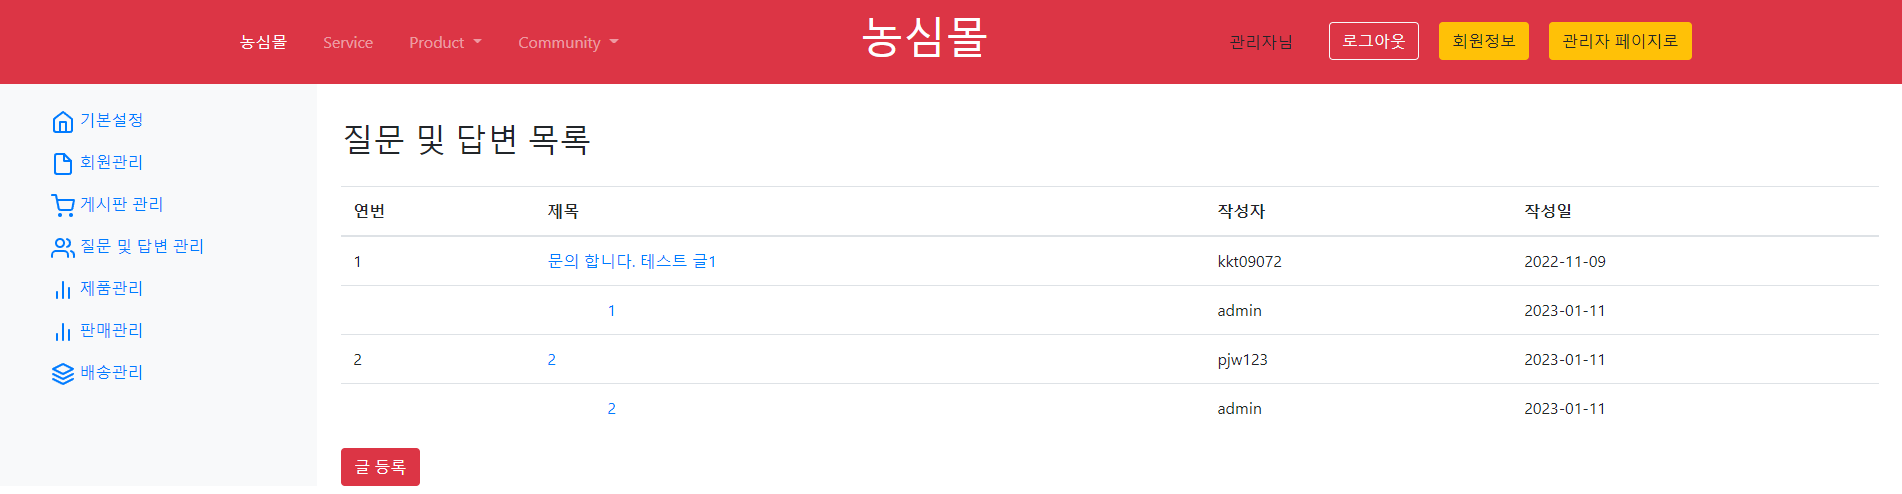 농심몰 Service Product Community 농심몰 관리자님 로그아웃 회원정보 관리자 페이지로
기본설정
회원관리
게시판 관리
질문 및 답변 관리
제품관리
판매관리
배송관리
질문 및 답변 목록
연번 제목 작성자 작성일
1 문의 합니다. 테스트 글1 kkt09072 2022-11-09
1 admin 2023-01-11
2 2 pjw123 2023-01-11
2 admin 2023-01-11
글 등록